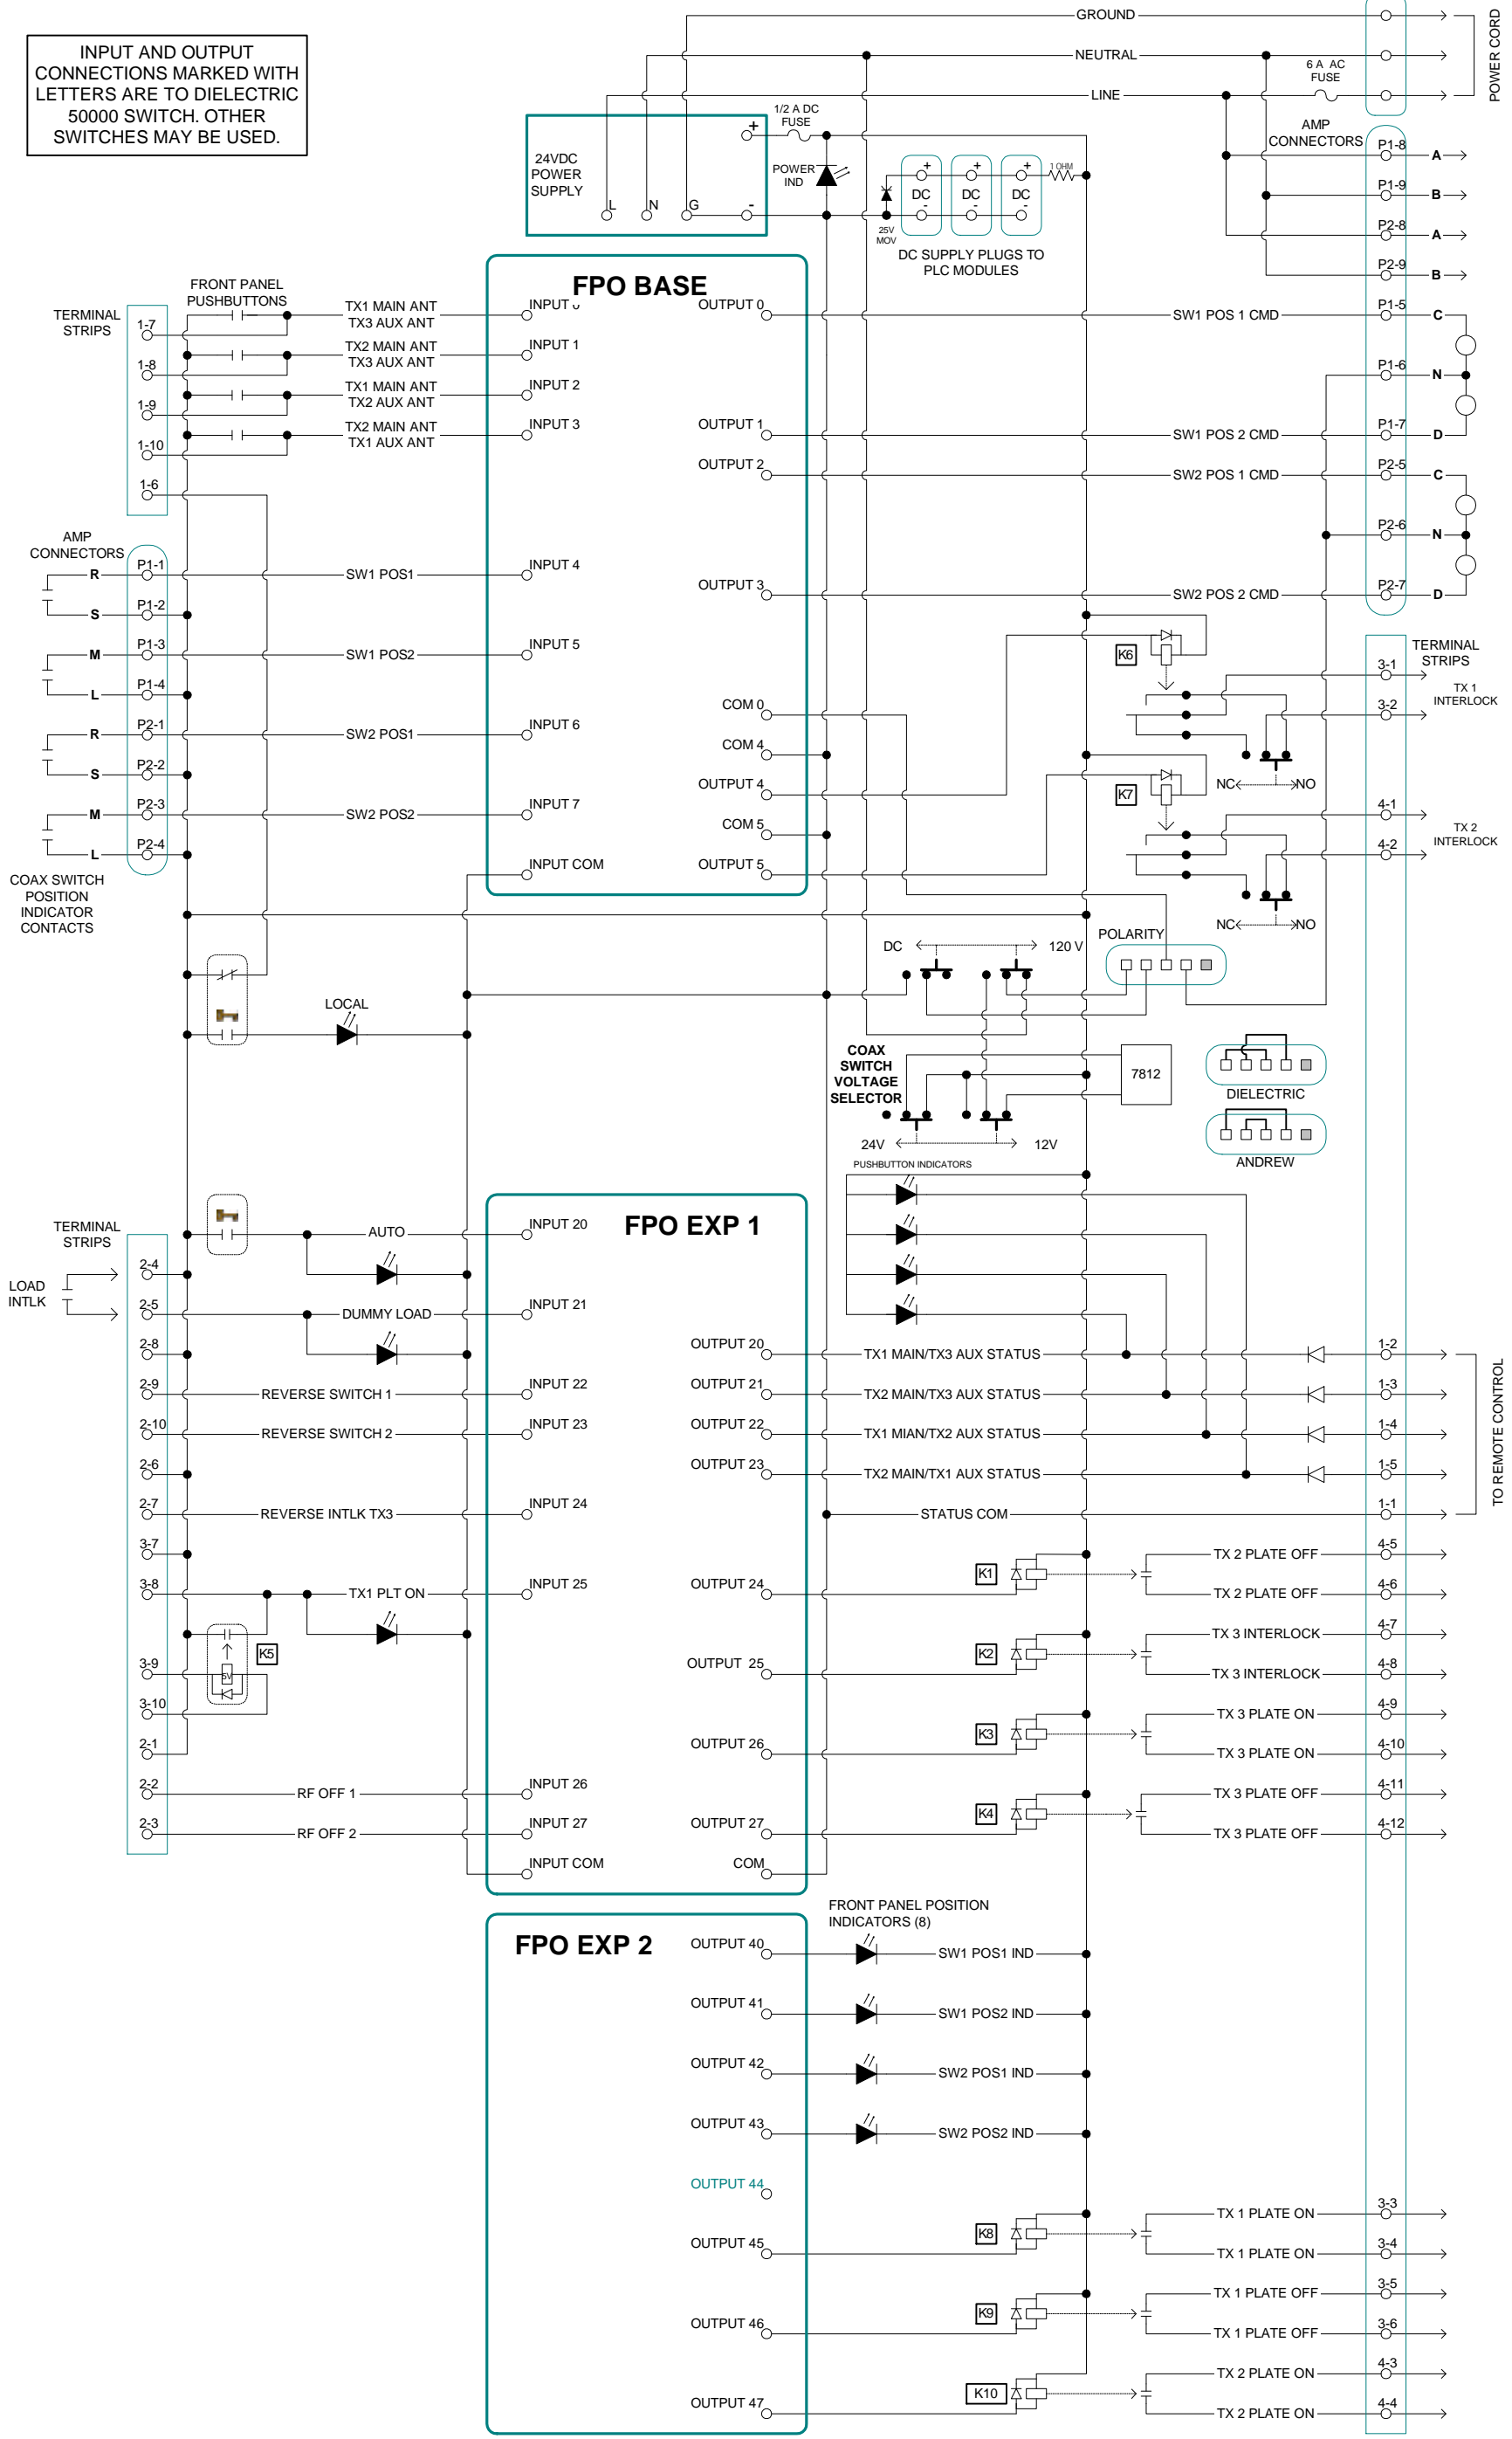 GROUND
NEUTRAL
LINE
6 A AC
FUSE
POWER CORD
INPUT AND OUTPUT
CONNECTIONS MARKED WITH
LETTERS ARE TO DIELECTRIC
50000 SWITCH. OTHER
SWITCHES MAY BE USED.
24VDC
POWER
SUPPLY
L
N
G
+
-
1/2 A DC
FUSE
POWER
IND
25V
MOV
+
DC
-
+
DC
-
+
DC
-
1 OHM
DC SUPPLY PLUGS TO
PLC MODULES
AMP
CONNECTORS
P1-8
A
P1-9
B
P2-8
A
P2-9
B
P1-5
C
P1-6
N
P1-7
D
P2-5
C
P2-6
N
P2-7
D
FRONT PANEL
PUSHBUTTONS
TERMINAL
STRIPS
1-7
1-8
1-9
1-10
1-6
TX1 MAIN ANT
TX3 AUX ANT
TX2 MAIN ANT
TX3 AUX ANT
TX1 MAIN ANT
TX2 AUX ANT
TX2 MAIN ANT
TX1 AUX ANT
FPO BASE
INPUT 0
INPUT 1
INPUT 2
INPUT 3
INPUT 4
INPUT 5
INPUT 6
INPUT 7
INPUT COM
OUTPUT 0
OUTPUT 1
OUTPUT 2
OUTPUT 3
COM 0
COM 4
OUTPUT 4
COM 5
OUTPUT 5
SW1 POS 1 CMD
SW1 POS 2 CMD
SW2 POS 1 CMD
SW2 POS 2 CMD
AMP
CONNECTORS
R
P1-1
SW1 POS1
S
P1-2
M
P1-3
SW1 POS2
L
P1-4
R
P2-1
SW2 POS1
S
P2-2
M
P2-3
SW2 POS2
L
P2-4
COAX SWITCH
POSITION
INDICATOR
CONTACTS
K6
NC
NO
K7
NC
NO
TERMINAL
STRIPS
3-1
3-2
TX 1
INTERLOCK
4-1
4-2
TX 2
INTERLOCK
LOCAL
DC
120 V
POLARITY
COAX
SWITCH
VOLTAGE
SELECTOR
7812
24V
12V
DIELECTRIC
ANDREW
PUSHBUTTON INDICATORS
TERMINAL
STRIPS
LOAD
INTLK
2-4
2-5
2-8
2-9
2-10
2-6
2-7
3-7
3-8
3-9
3-10
2-1
2-2
2-3
AUTO
DUMMY LOAD
REVERSE SWITCH 1
REVERSE SWITCH 2
REVERSE INTLK TX3
TX1 PLT ON
K5
5V
RF OFF 1
RF OFF 2
FPO EXP 1
INPUT 20
INPUT 21
INPUT 22
INPUT 23
INPUT 24
INPUT 25
INPUT 26
INPUT 27
INPUT COM
OUTPUT 20
OUTPUT 21
OUTPUT 22
OUTPUT 23
OUTPUT 24
OUTPUT 25
OUTPUT 26
OUTPUT 27
COM
TX1 MAIN/TX3 AUX STATUS
TX2 MAIN/TX3 AUX STATUS
TX1 MIAN/TX2 AUX STATUS
TX2 MAIN/TX1 AUX STATUS
STATUS COM
1-2
1-3
1-4
1-5
1-1
TO REMOTE CONTROL
K1
TX 2 PLATE OFF
4-5
TX 2 PLATE OFF
4-6
K2
TX 3 INTERLOCK
4-7
TX 3 INTERLOCK
4-8
K3
TX 3 PLATE ON
4-9
TX 3 PLATE ON
4-10
K4
TX 3 PLATE OFF
4-11
TX 3 PLATE OFF
4-12
FRONT PANEL POSITION
INDICATORS (8)
FPO EXP 2
OUTPUT 40
SW1 POS1 IND
OUTPUT 41
SW1 POS2 IND
OUTPUT 42
SW2 POS1 IND
OUTPUT 43
SW2 POS2 IND
OUTPUT 44
OUTPUT 45
K8
TX 1 PLATE ON
3-3
TX 1 PLATE ON
3-4
OUTPUT 46
K9
TX 1 PLATE OFF
3-5
TX 1 PLATE OFF
3-6
OUTPUT 47
K10
TX 2 PLATE ON
4-3
TX 2 PLATE ON
4-4